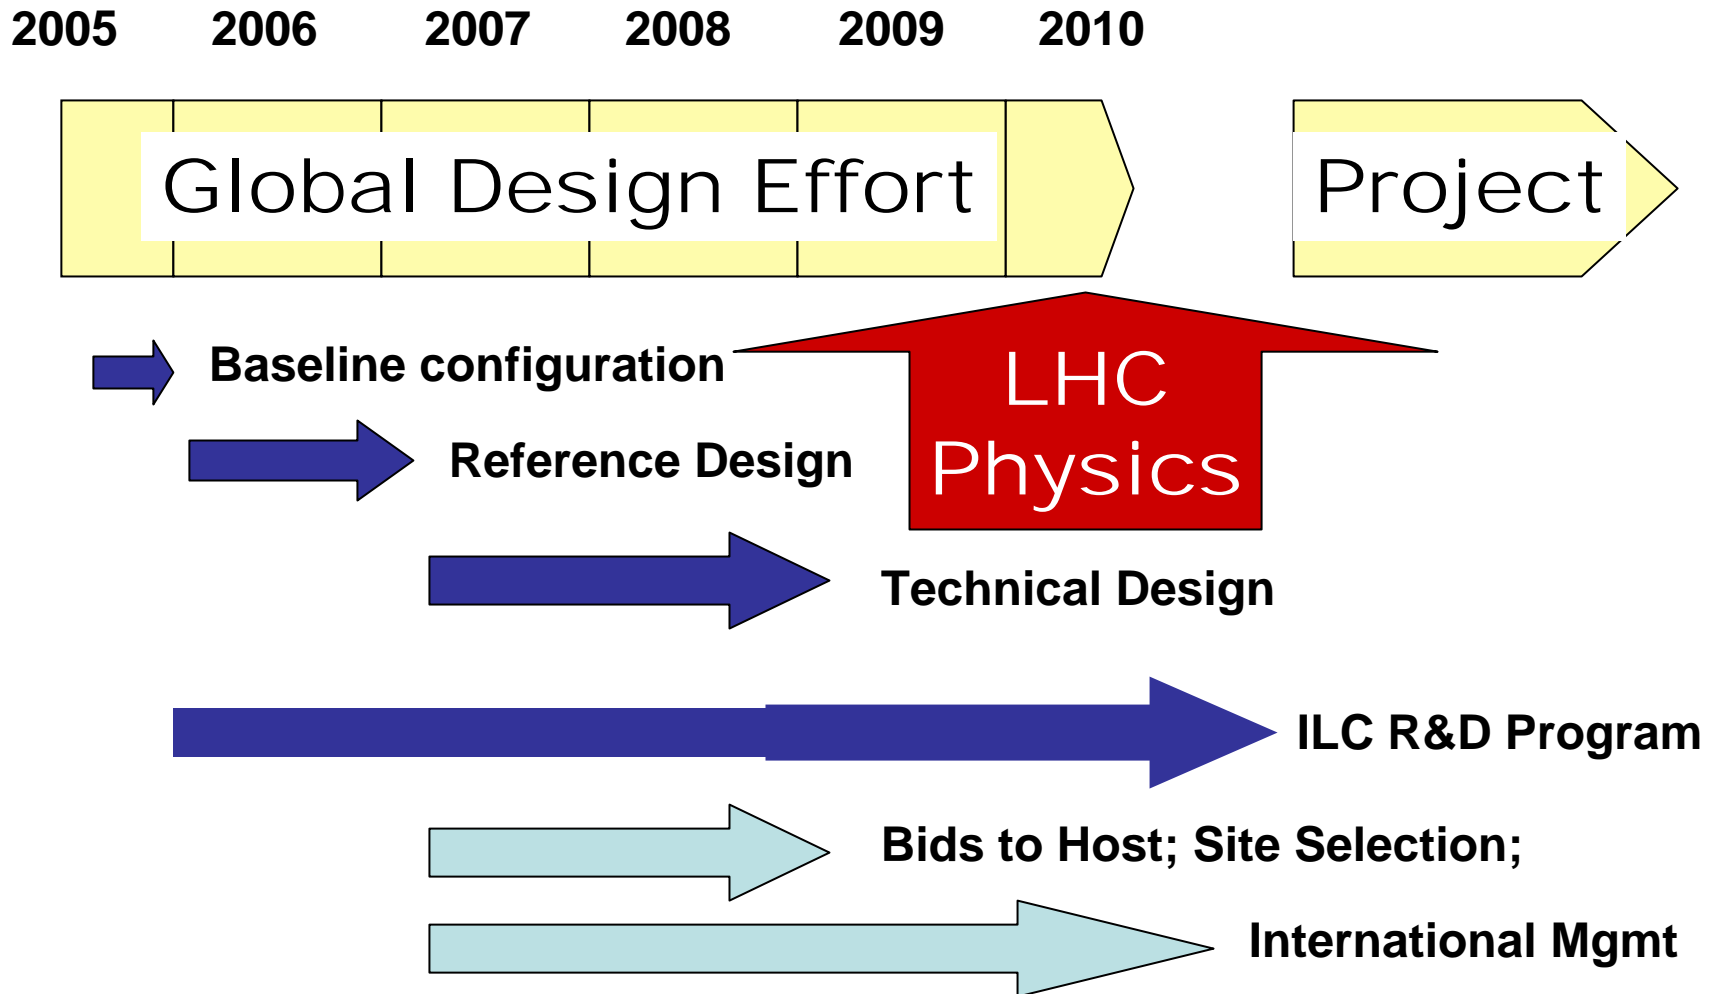 2005 2006 2007 2008 2009 2010
Global Design Effort
Project
Baseline configuration
LHC
Physics
Reference Design
Technical Design
ILC R&D Program
Bids to Host; Site Selection;
International Mgmt